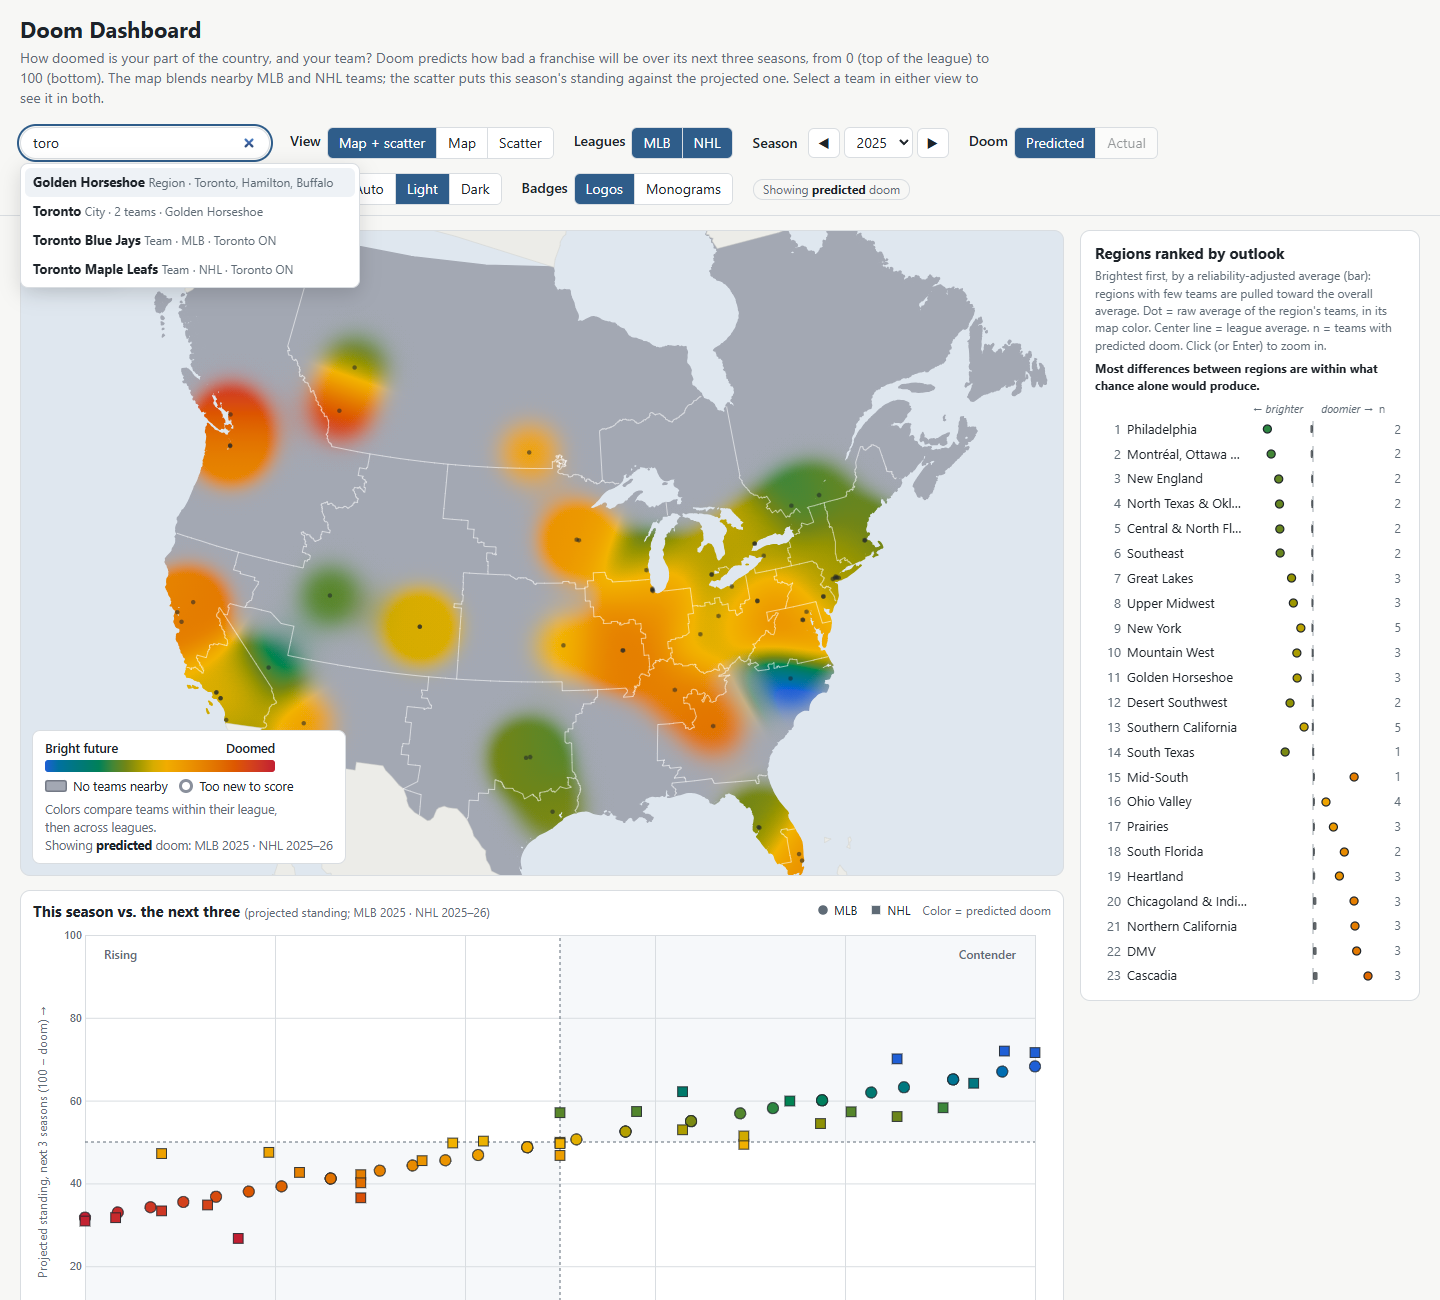 Doom Dashboard
How doomed is your part of the country, and your team? Doom predicts how bad a franchise will be over its next three seasons, from 0 (top of the league) to
100 (bottom). The map blends nearby MLB and NHL teams; the scatter puts this season's standing against the projected one. Select a team in either view to
see it in both.
toro ✕ View Map + scatter Map Scatter Leagues MLB NHL Season ◀ 2025 ▶ Doom Predicted Actual
Auto Light Dark Badges Logos Monograms Showing predicted doom
Golden Horseshoe Region · Toronto, Hamilton, Buffalo
Toronto City · 2 teams · Golden Horseshoe
Toronto Blue Jays Team · MLB · Toronto ON
Toronto Maple Leafs Team · NHL · Toronto ON
Bright future Doomed
No teams nearby Too new to score
Colors compare teams within their league,
then across leagues.
Showing predicted doom: MLB 2025 · NHL 2025–26
Regions ranked by outlook
Brightest first, by a reliability-adjusted average (bar):
regions with few teams are pulled toward the overall
average. Dot = raw average of the region's teams, in its
map color. Center line = league average. n = teams with
predicted doom. Click (or Enter) to zoom in.
Most differences between regions are within what
chance alone would produce.
← brighter doomier → n
1 Philadelphia 2
2 Montréal, Ottawa ... 2
3 New England 2
4 North Texas & Okl... 2
5 Central & North Fl... 2
6 Southeast 2
7 Great Lakes 3
8 Upper Midwest 3
9 New York 5
10 Mountain West 3
11 Golden Horseshoe 3
12 Desert Southwest 2
13 Southern California 5
14 South Texas 1
15 Mid-South 1
16 Ohio Valley 4
17 Prairies 3
18 South Florida 2
19 Heartland 3
20 Chicagoland & Indi... 3
21 Northern California 3
22 DMV 3
23 Cascadia 3
This season vs. the next three (projected standing; MLB 2025 · NHL 2025–26)
MLB NHL Color = predicted doom
Rising Contender
Projected standing, next 3 seasons (100 − doom) →
100
80
60
40
20